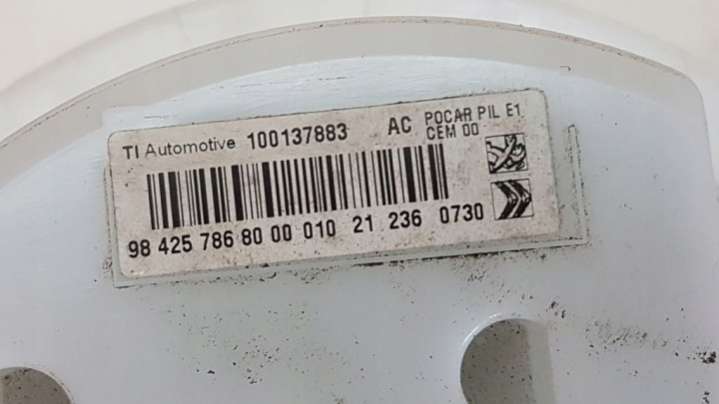 TI Automotive 100137883 AC POCAR PIL E1
CEM 00
98 425 786 80 00 010 21 236 0730